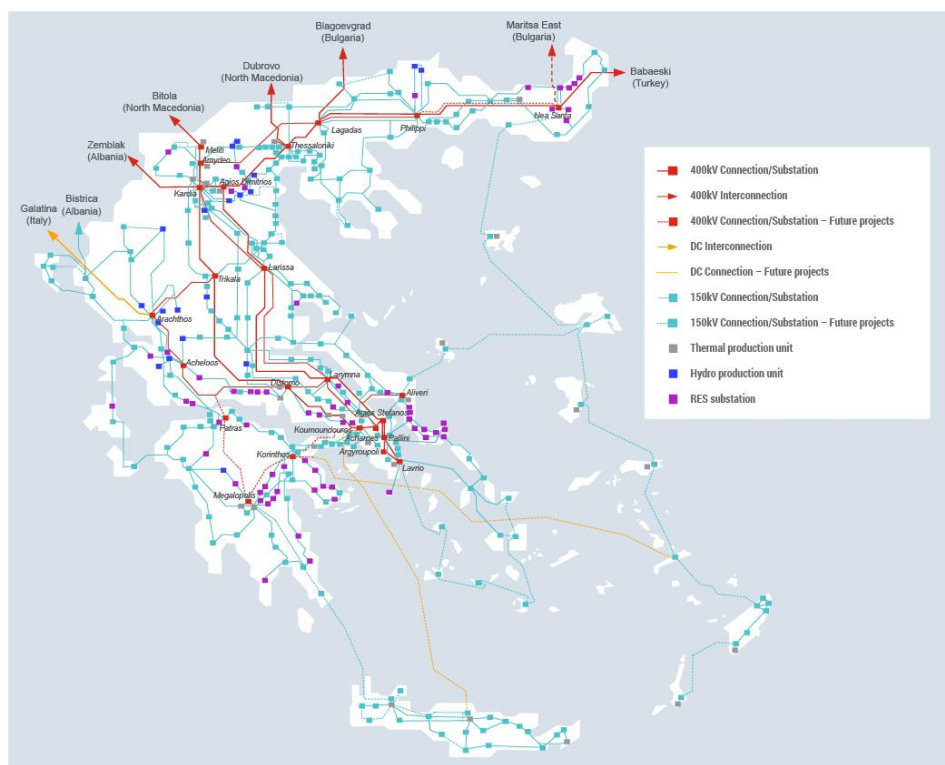 Blagoevgrad
(Bulgaria)
Maritsa East
(Bulgaria)
Dubrovo
(North Macedonia)
Babaeski
(Turkey)
Bitola
(North Macedonia)
Zemblak
(Albania)
Bistrica
(Albania)
Galatina
(Italy)
Nea Santa
Philippi
Lagadas
Thessaloniki
Meliti
Amydeo
Agios Dimitrios
Kardia
Larissa
Trikala
Arachthos
Acheloos
Larymna
Distomo
Aliveri
Agios Stefanos
Patras
Koumoundouros
Acharnes
Pallini
Argyroupoli
Korinthos
Lavrio
Megalopolis
400kV Connection/Substation
400kV Interconnection
400kV Connection/Substation – Future projects
DC Interconnection
DC Connection – Future projects
150kV Connection/Substation
150kV Connection/Substation – Future projects
Thermal production unit
Hydro production unit
RES substation